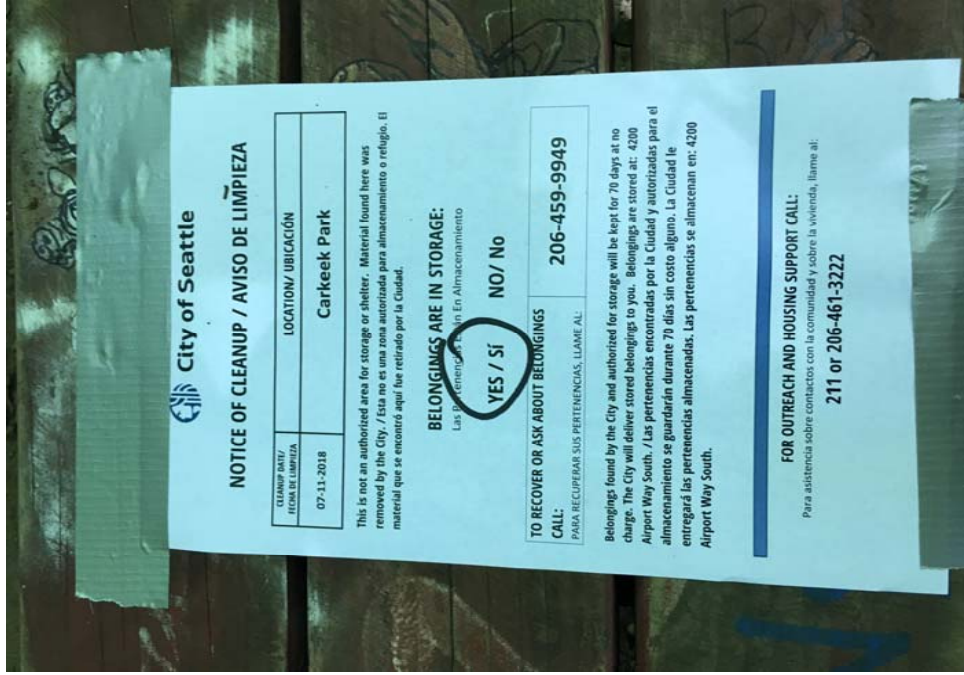 City of Seattle
NOTICE OF CLEANUP / AVISO DE LIMPIEZA
CLEANUP DATE/
FECHA DE LIMPIEZA
LOCATION/ UBICACIÓN
07-11-2018
Carkeek Park
This is not an authorized area for storage or shelter. Material found here was
removed by the City. / Esta no es una zona autorizada para almacenamiento o refugio. El
material que se encontró aquí fue retirado por la Ciudad.
BELONGINGS ARE IN STORAGE:
Las Pertenencias Están En Almacenamiento
YES / SÍ NO/ No
TO RECOVER OR ASK ABOUT BELONGINGS
CALL:
PARA RECUPERAR SUS PERTENENCIAS, LLAME AL:
206-459-9949
Belongings found by the City and authorized for storage will be kept for 70 days at no
charge. The City will deliver stored belongings to you. Belongings are stored at: 4200
Airport Way South. / Las pertenencias encontradas por la Ciudad y autorizadas para el
almacenamiento se guardarán durante 70 días sin costo alguno. La Ciudad le
entregará las pertenencias almacenadas. Las pertenencias se almacenan en: 4200
Airport Way South.
FOR OUTREACH AND HOUSING SUPPORT CALL:
Para asistencia sobre contactos con la comunidad y sobre la vivienda, llame al:
211 or 206-461-3222